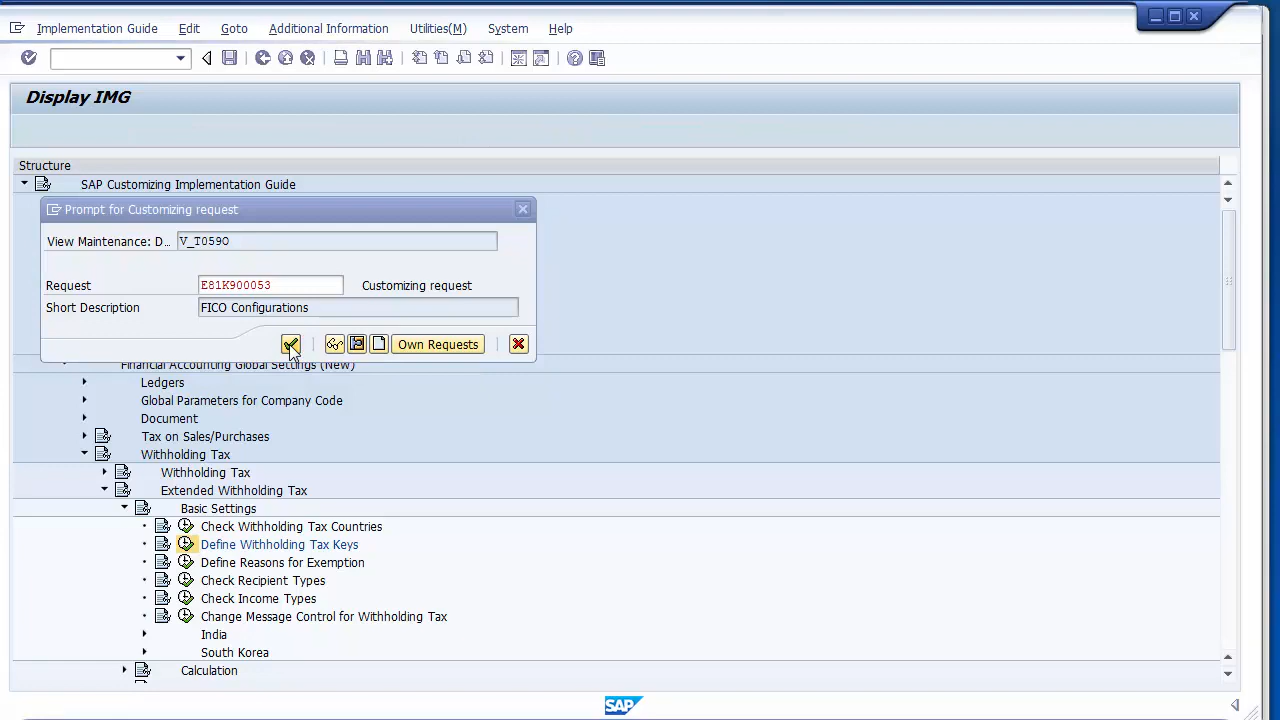 Implementation Guide Edit Goto Additional Information Utilities(M) System Help
Display IMG
Structure
SAP Customizing Implementation Guide
Prompt for Customizing request
View Maintenance: D... V_T059O
Request E81K900053 Customizing request
Short Description FICO Configurations
Own Requests
Financial Accounting Global Settings (New)
Ledgers
Global Parameters for Company Code
Document
Tax on Sales/Purchases
Withholding Tax
Withholding Tax
Extended Withholding Tax
Basic Settings
Check Withholding Tax Countries
Define Withholding Tax Keys
Define Reasons for Exemption
Check Recipient Types
Check Income Types
Change Message Control for Withholding Tax
India
South Korea
Calculation
SAP